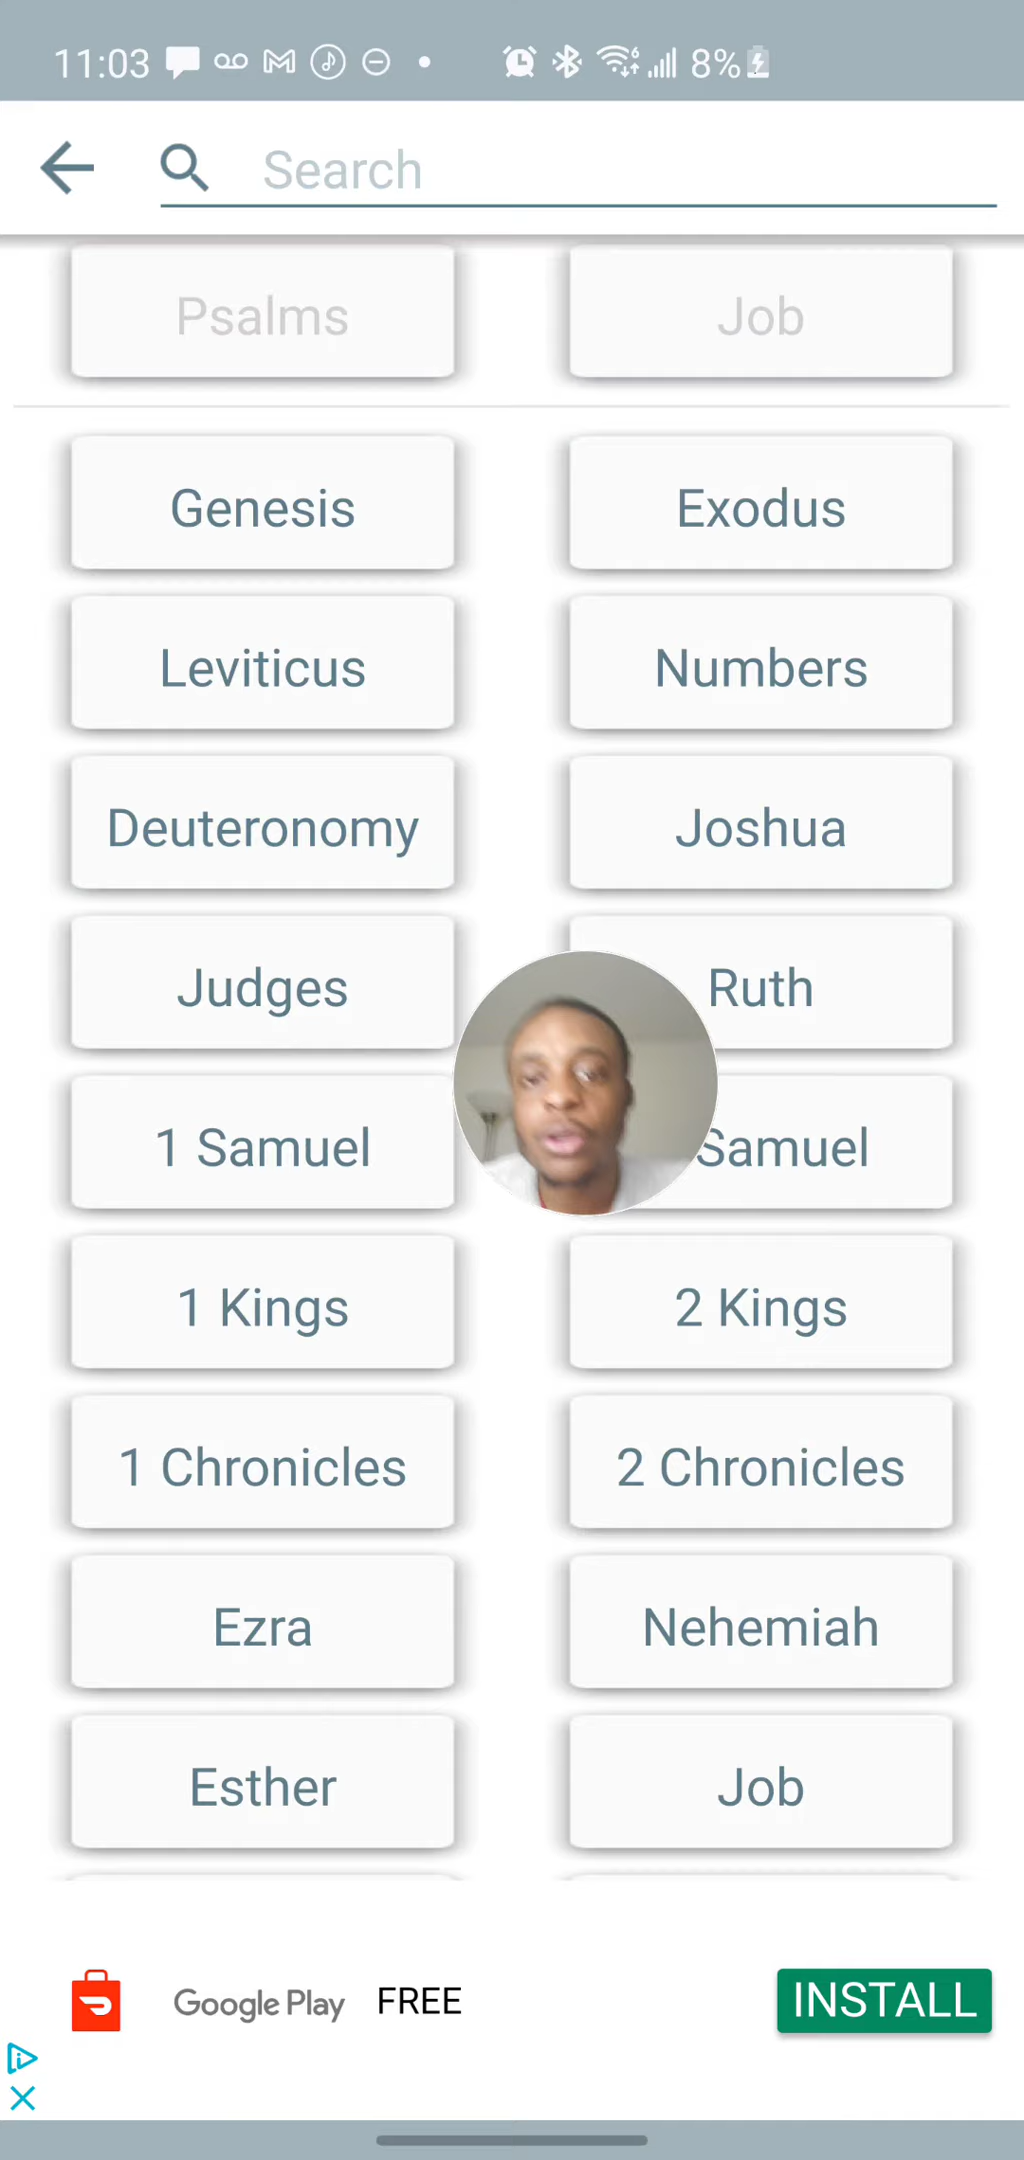 11:03 8%
Search
Psalms Job
Genesis Exodus
Leviticus Numbers
Deuteronomy Joshua
Judges Ruth
1 Samuel Samuel
1 Kings 2 Kings
1 Chronicles 2 Chronicles
Ezra Nehemiah
Esther Job
Google Play FREE INSTALL